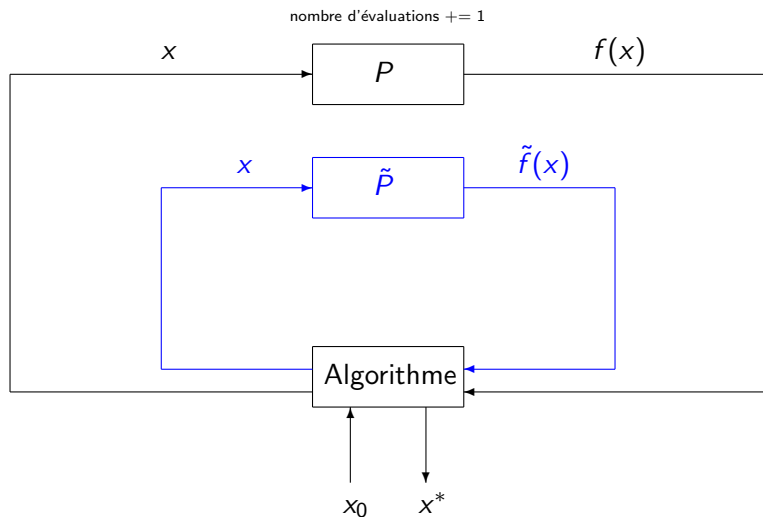 nombre d'évaluations += 1
x
P
f(x)
x
P̃
f̃(x)
Algorithme
x₀
x*